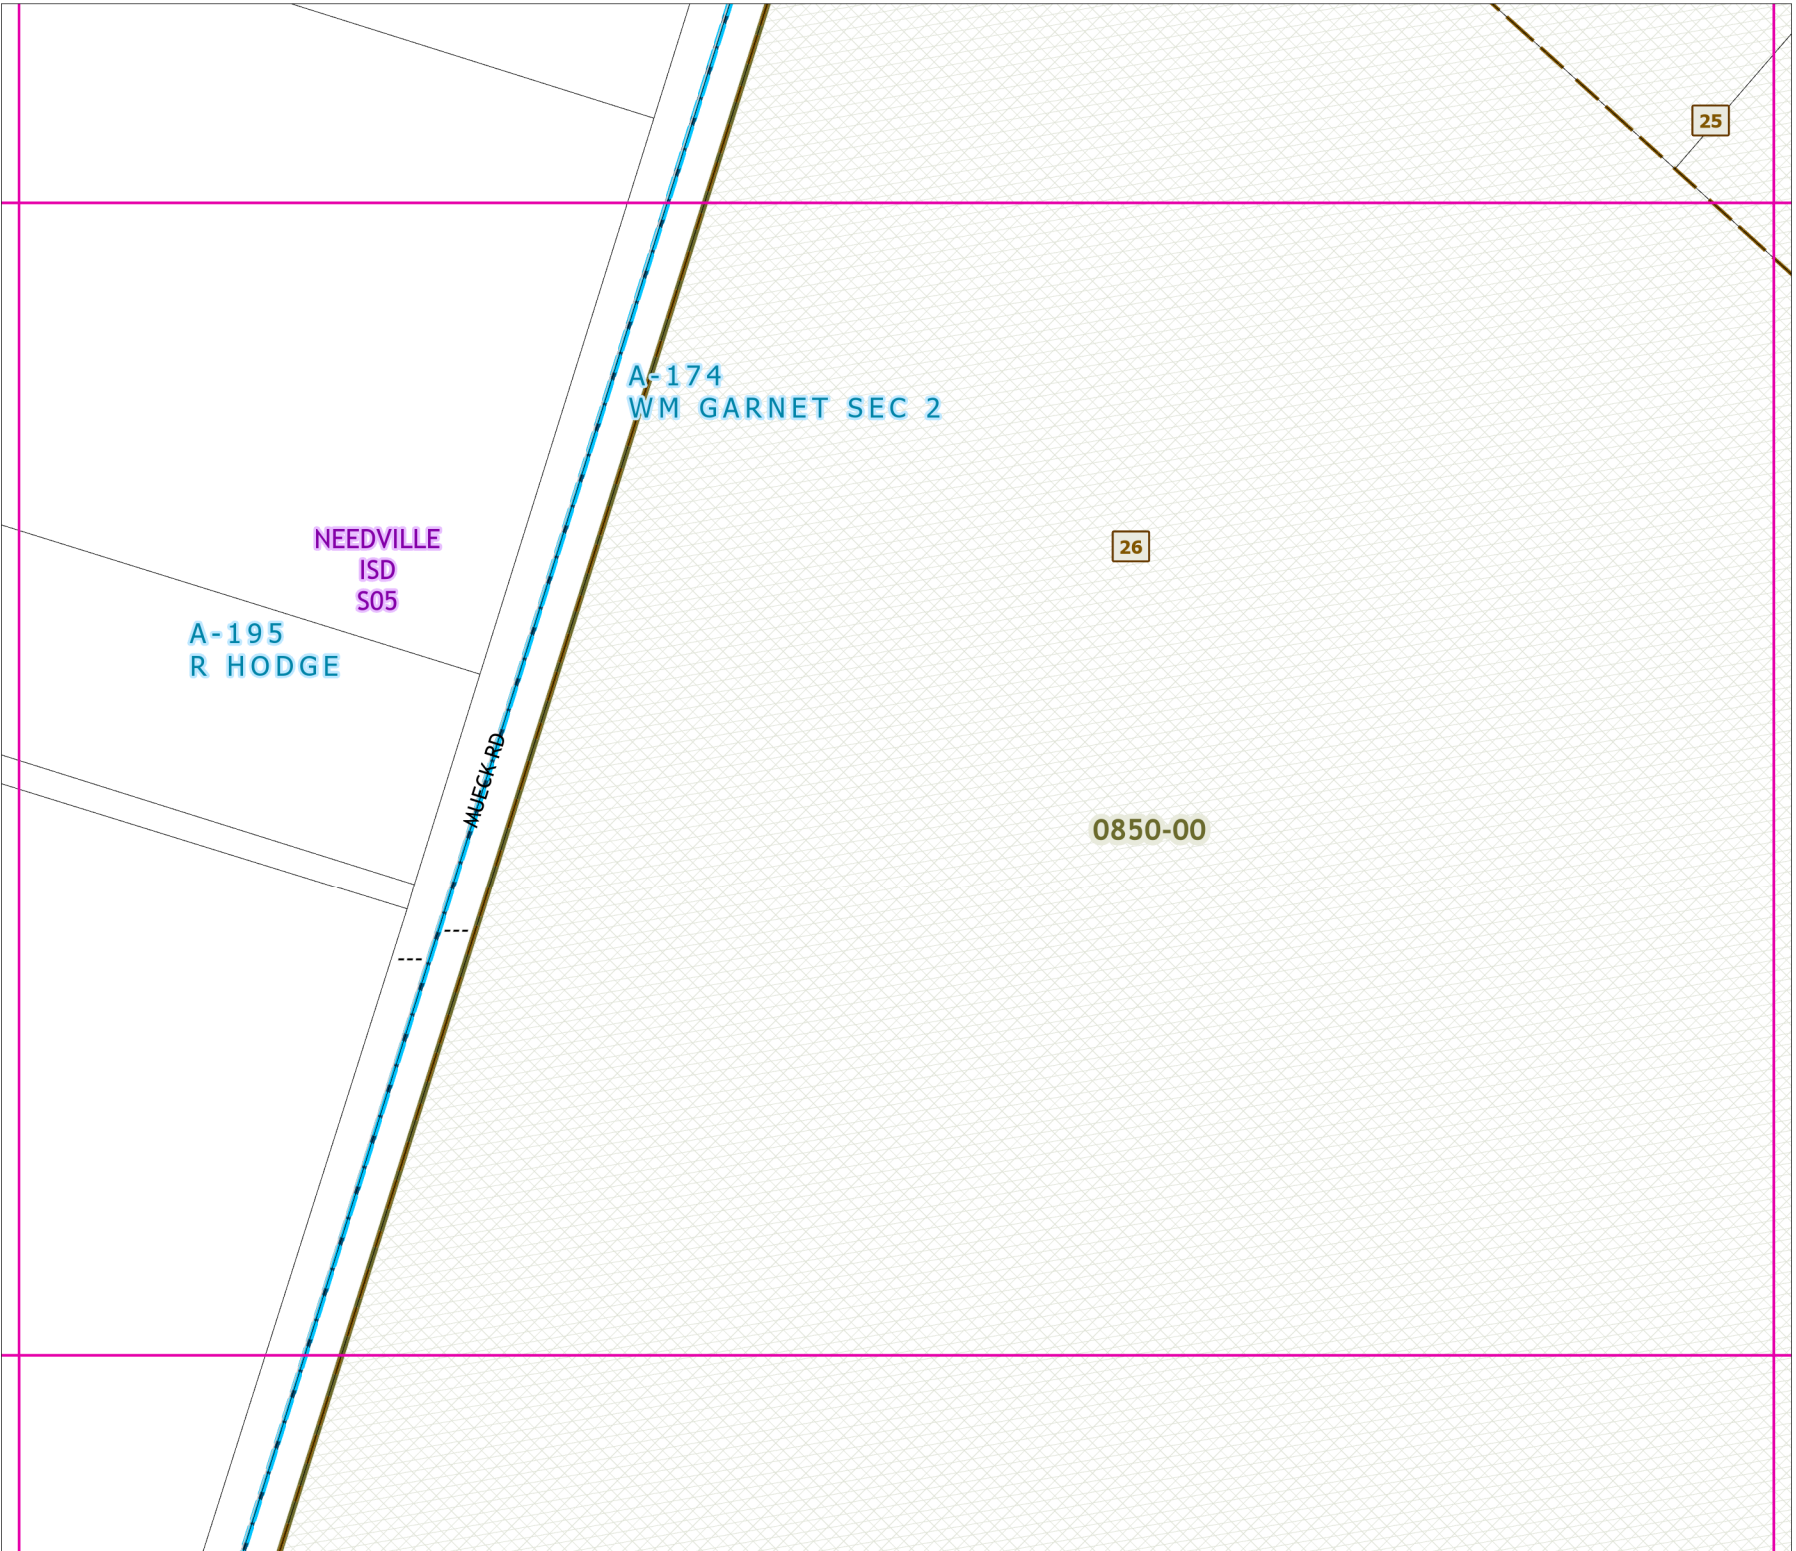 25
A-174
WM GARNET SEC 2
NEEDVILLE
ISD
S05
26
A-195
R HODGE
MUECK RD
0850-00